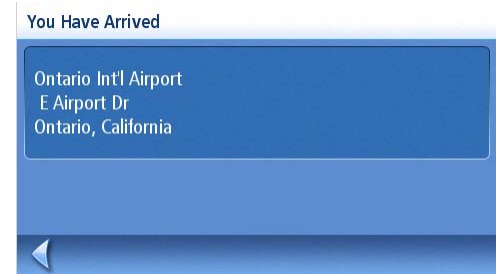 You Have Arrived
Ontario Int'l Airport
E Airport Dr
Ontario, California